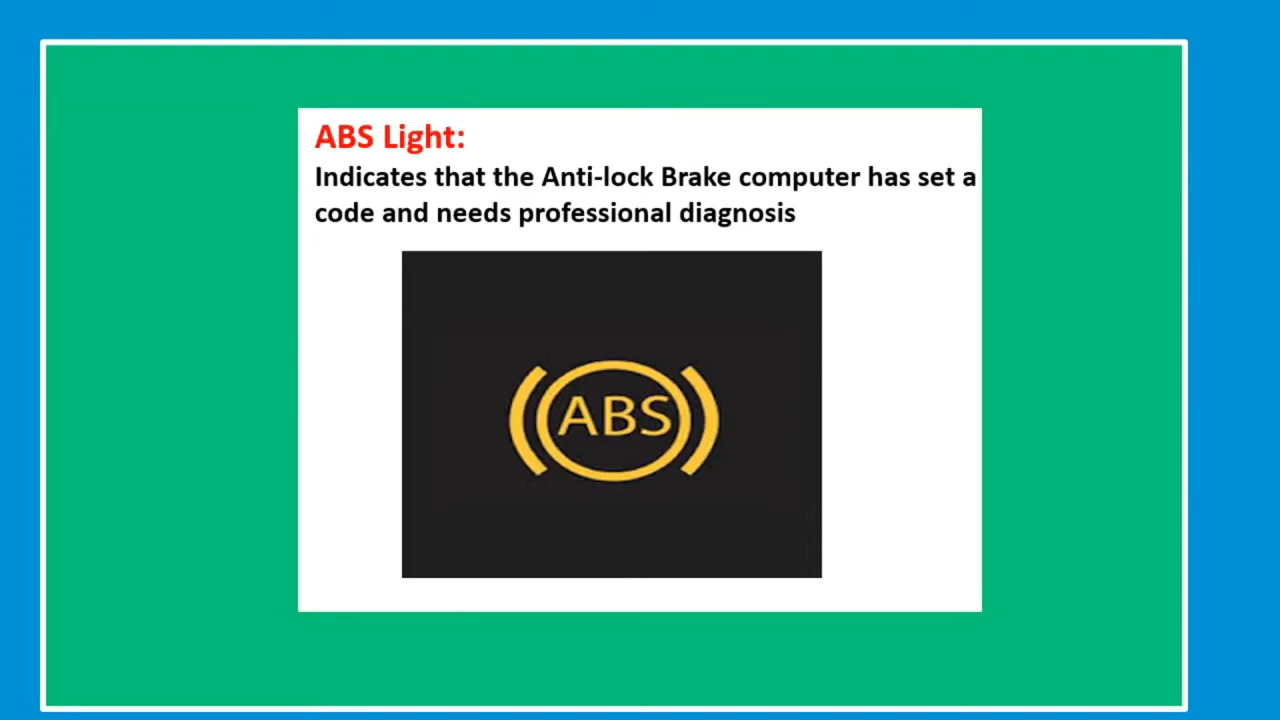 ABS Light:
Indicates that the Anti-lock Brake computer has set a
code and needs professional diagnosis
ABS